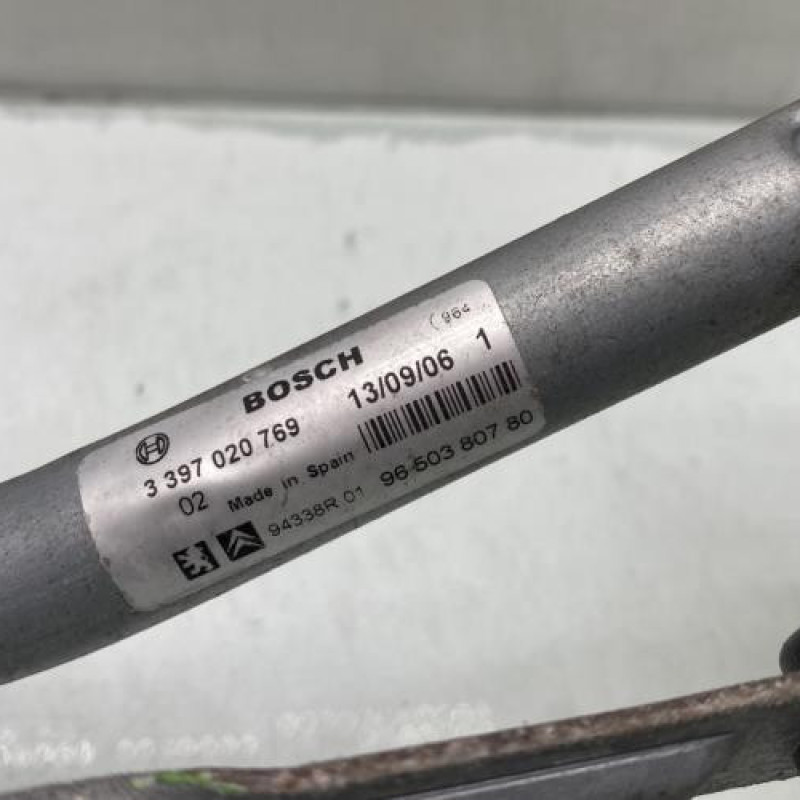 BOSCH
3 397 020 769
13/09/06 1
02 Made in Spain
94338R 01
96 503 807 80